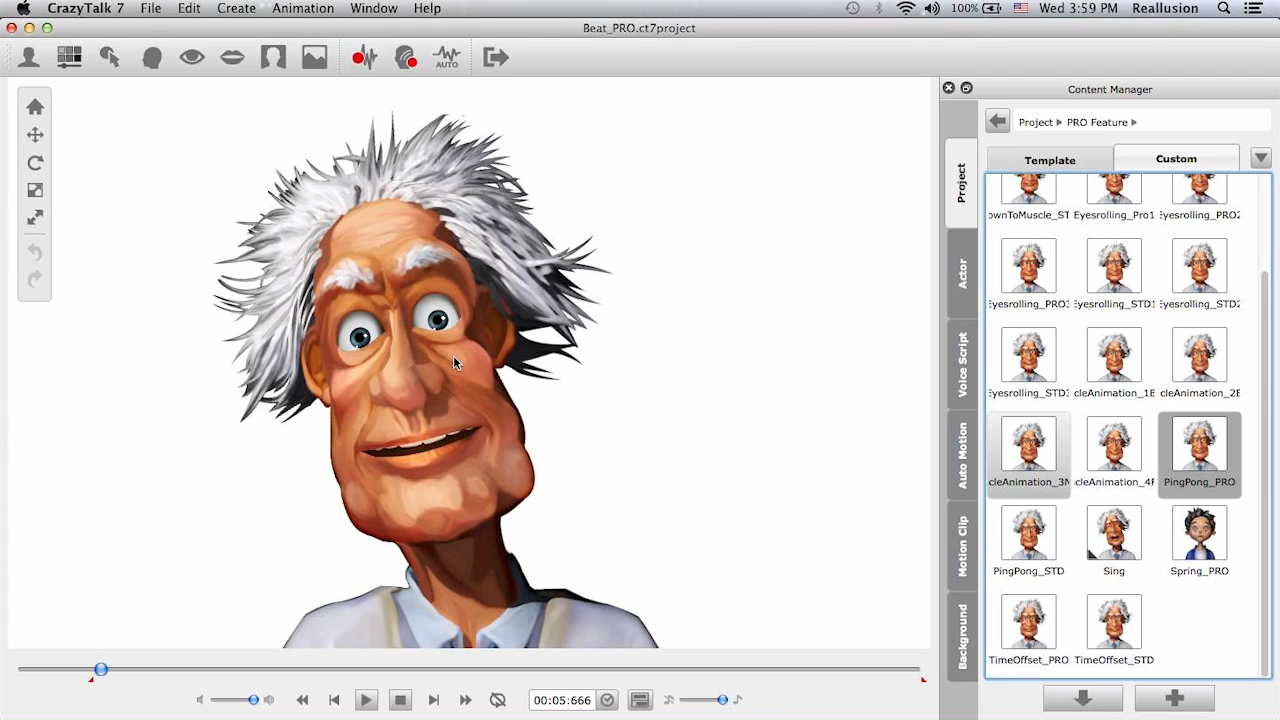 CrazyTalk 7 File Edit Create Animation Window Help 100% Wed 3:59 PM Reallusion
Beat_PRO.ct7project
AUTO
Content Manager
Project PRO Feature
Template Custom
ownToMuscle_ST Eyesrolling_Pro1 Eyesrolling_PRO2
Eyesrolling_PRO3 Eyesrolling_STD1 Eyesrolling_STD2
Eyesrolling_STD3 cleAnimation_1B cleAnimation_2B
cleAnimation_3M cleAnimation_4F PingPong_PRO
PingPong_STD Sing Spring_PRO
TimeOffset_PRO TimeOffset_STD
Project
Actor
Voice Script
Auto Motion
Motion Clip
Background
00:05:666